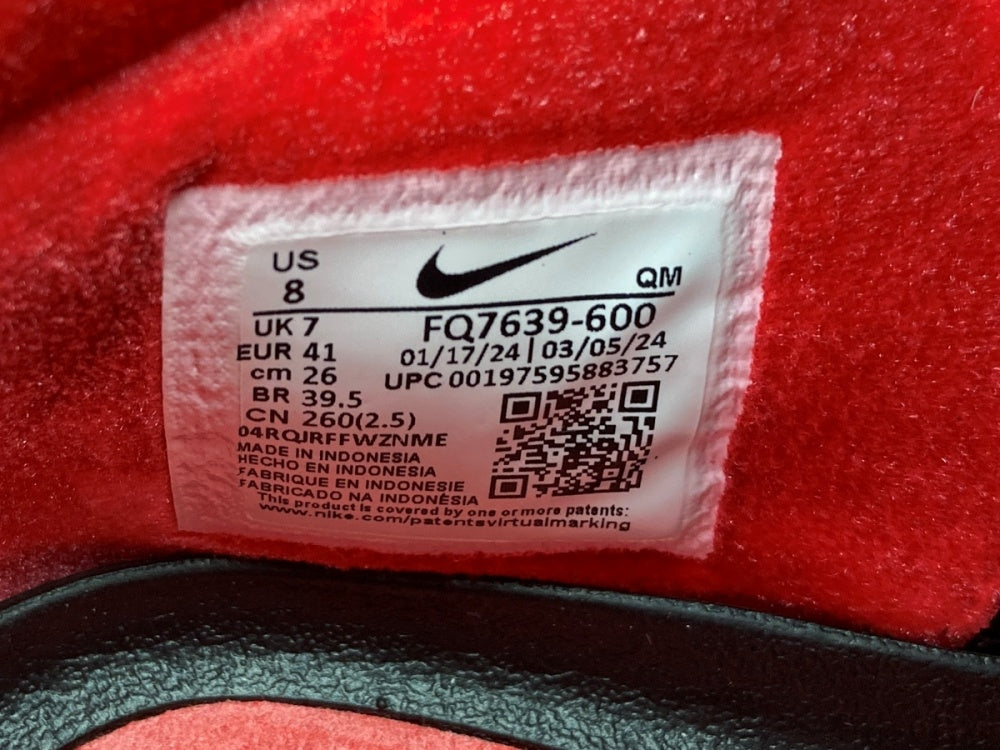 US
8
QM
UK 7
FQ7639-600
EUR 41
01/17/24 | 03/05/24
cm 26
UPC 00197595883757
BR 39.5
CN 260(2.5)
04RQJRFFWZNME
MADE IN INDONESIA
HECHO EN INDONESIA
FABRIQUE EN INDONESIE
FABRICADO NA INDONÉSIA
This product is covered by one or more patents:
www.nike.com/patentsvirtualmarking